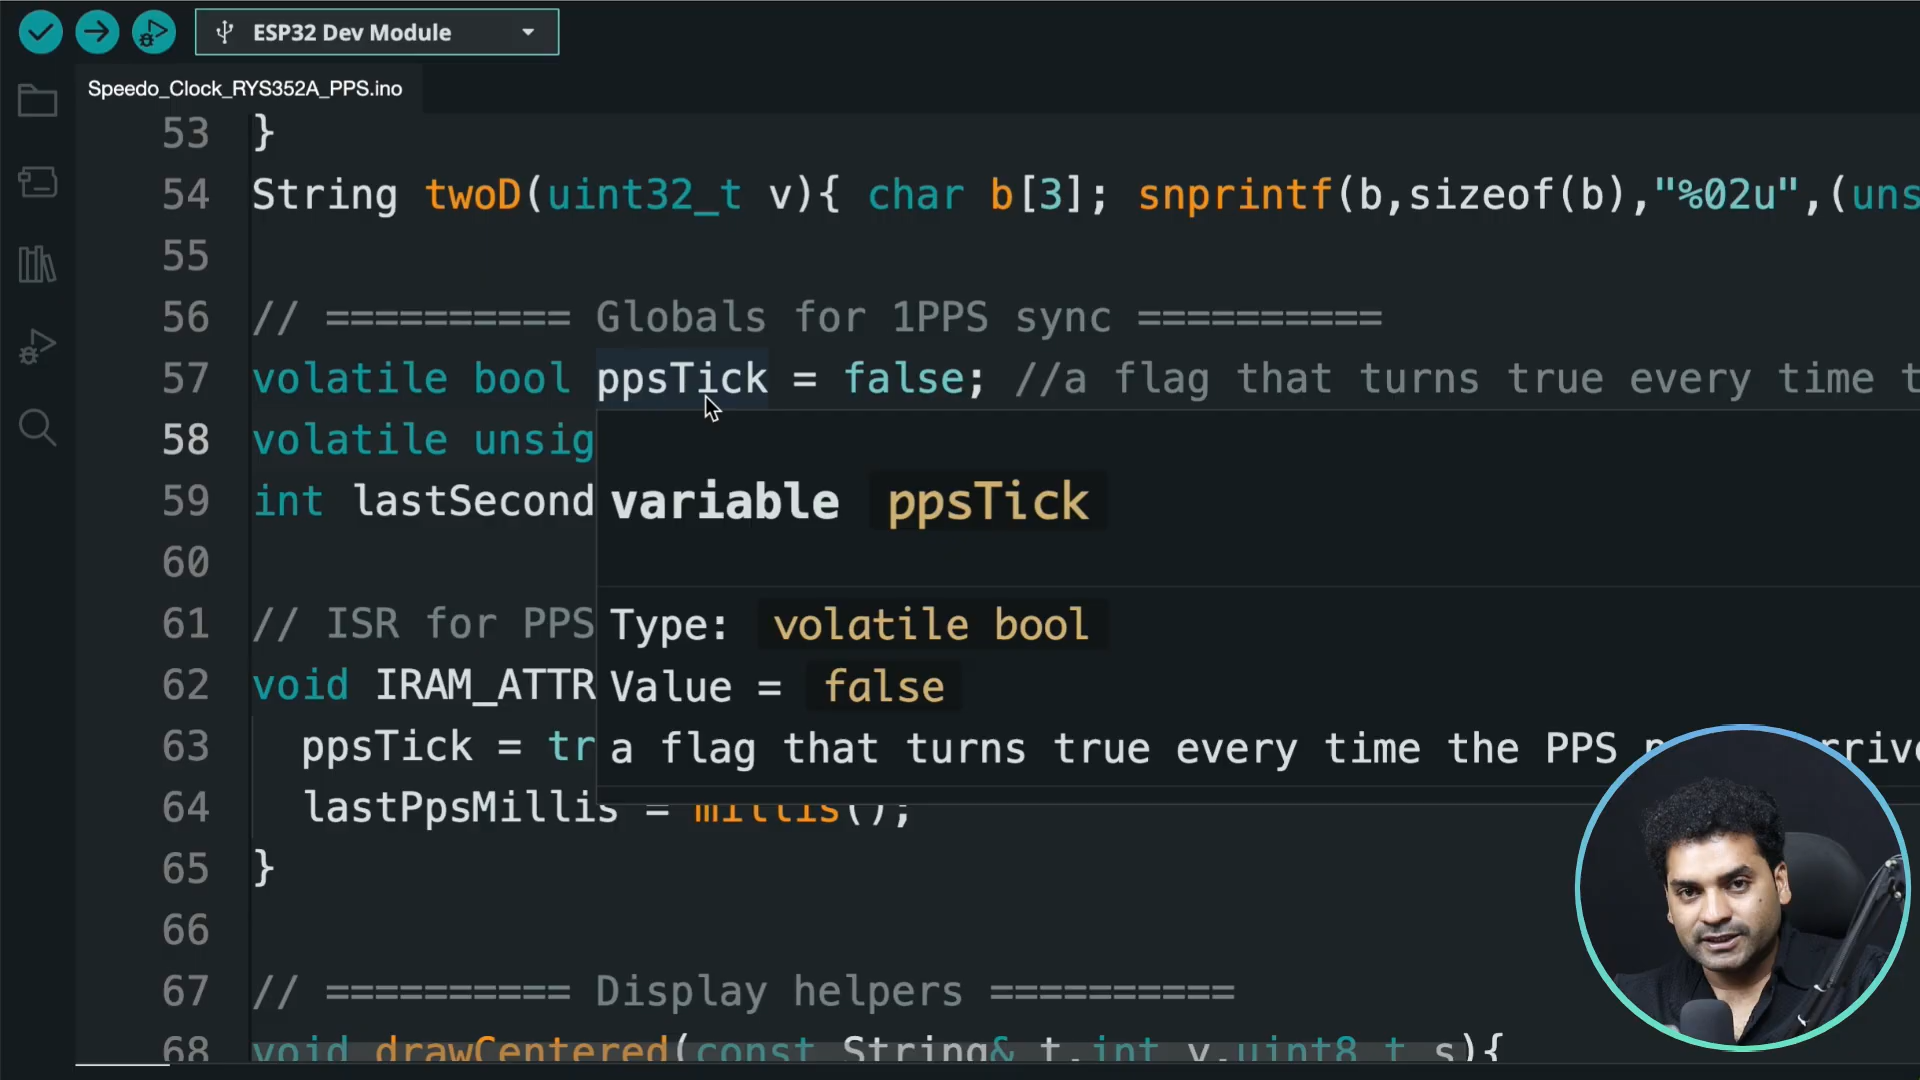 ESP32 Dev Module
Speedo_Clock_RYS352A_PPS.ino
53 }
54 String twoD(uint32_t v){ char b[3]; snprintf(b,sizeof(b),"%02u",(uns
55
56 // ========== Globals for 1PPS sync ==========
57 volatile bool ppsTick = false; //a flag that turns true every time t
58 volatile unsig
59 int lastSecond
variable ppsTick
60
61 // ISR for PPS
Type: volatile bool
62 void IRAM_ATTR
Value = false
63 ppsTick = tr
a flag that turns true every time the PPS
64 lastPpsMillis = millis();
65 }
66
67 // ========== Display helpers ==========
68 void drawCentered(const String& t,int y,uint8_t s){